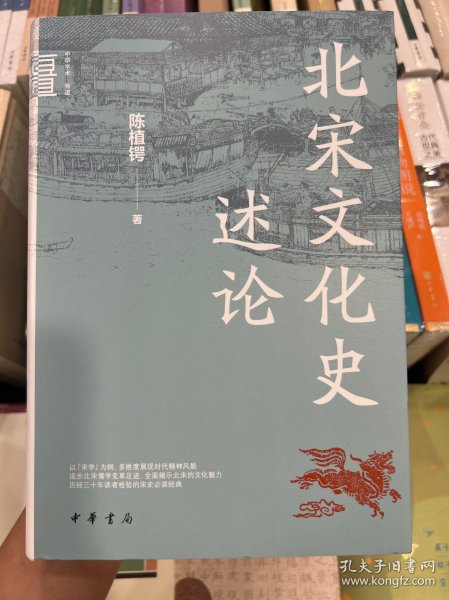 北宋文化史
述论
陈植锷
著
中华学术·有道
以「宋学」为纲，多维度展现时代精神风貌
追步北宋儒学变革足迹，全面揭示北宋的文化魅力
历经三十年读者检验的宋史必读经典
中華書局
古代
孔夫子旧书网
www.kongfz.com